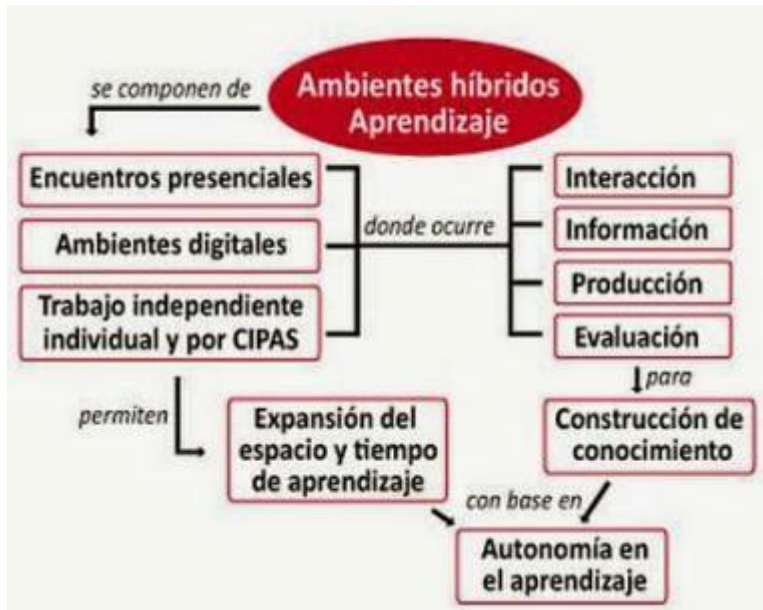 Ambientes híbridos
Aprendizaje
se componen de
Encuentros presenciales
Ambientes digitales
Trabajo independiente
individual y por CIPAS
donde ocurre
Interacción
Información
Producción
Evaluación
para
Construcción de
conocimiento
permiten
Expansión del
espacio y tiempo
de aprendizaje
con base en
Autonomía en
el aprendizaje